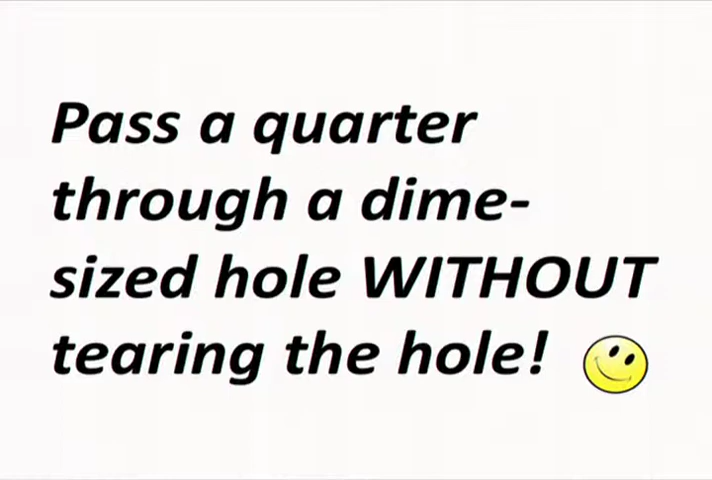 Pass a quarter
through a dime-
sized hole WITHOUT
tearing the hole!